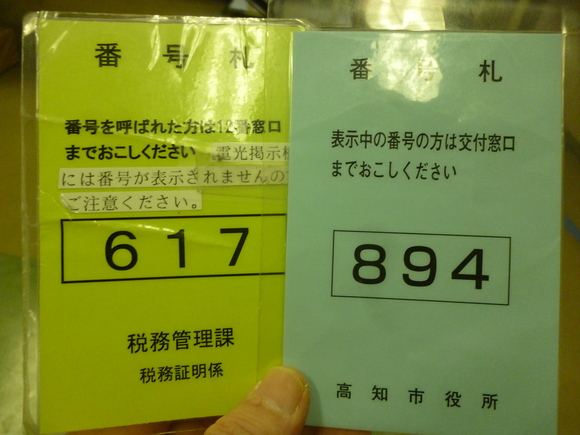 番号札
番号を呼ばれた方は12番窓口
までおこしください 電光掲示
には番号が表示されませんの
ご注意ください。
617
税務管理課
税務証明係
番号札
表示中の番号の方は交付窓口
までおこしください
894
高知市役所